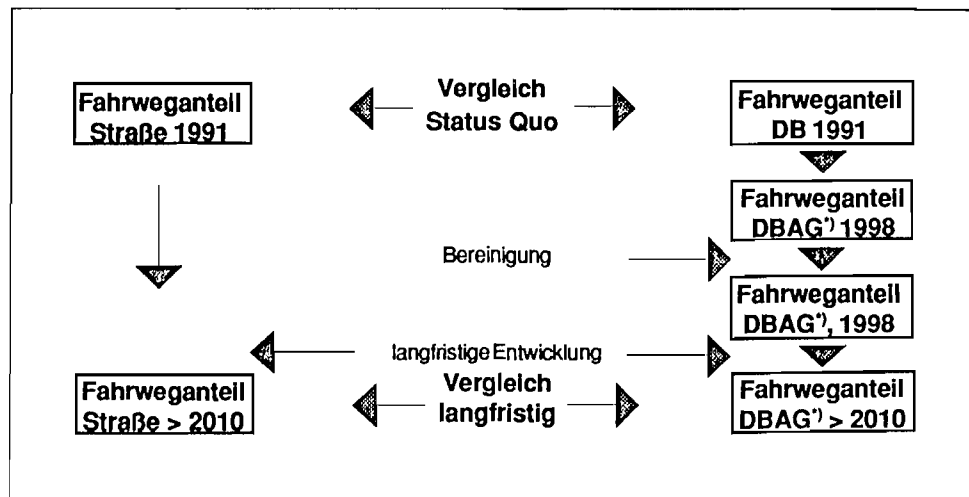 Fahrweganteil
Straße 1991
Vergleich
Status Quo
Fahrweganteil
DB 1991
Fahrweganteil
DBAG*) 1998
Bereinigung
Fahrweganteil
DBAG*), 1998
langfristige Entwicklung
Fahrweganteil
Straße > 2010
Vergleich
langfristig
Fahrweganteil
DBAG*) > 2010